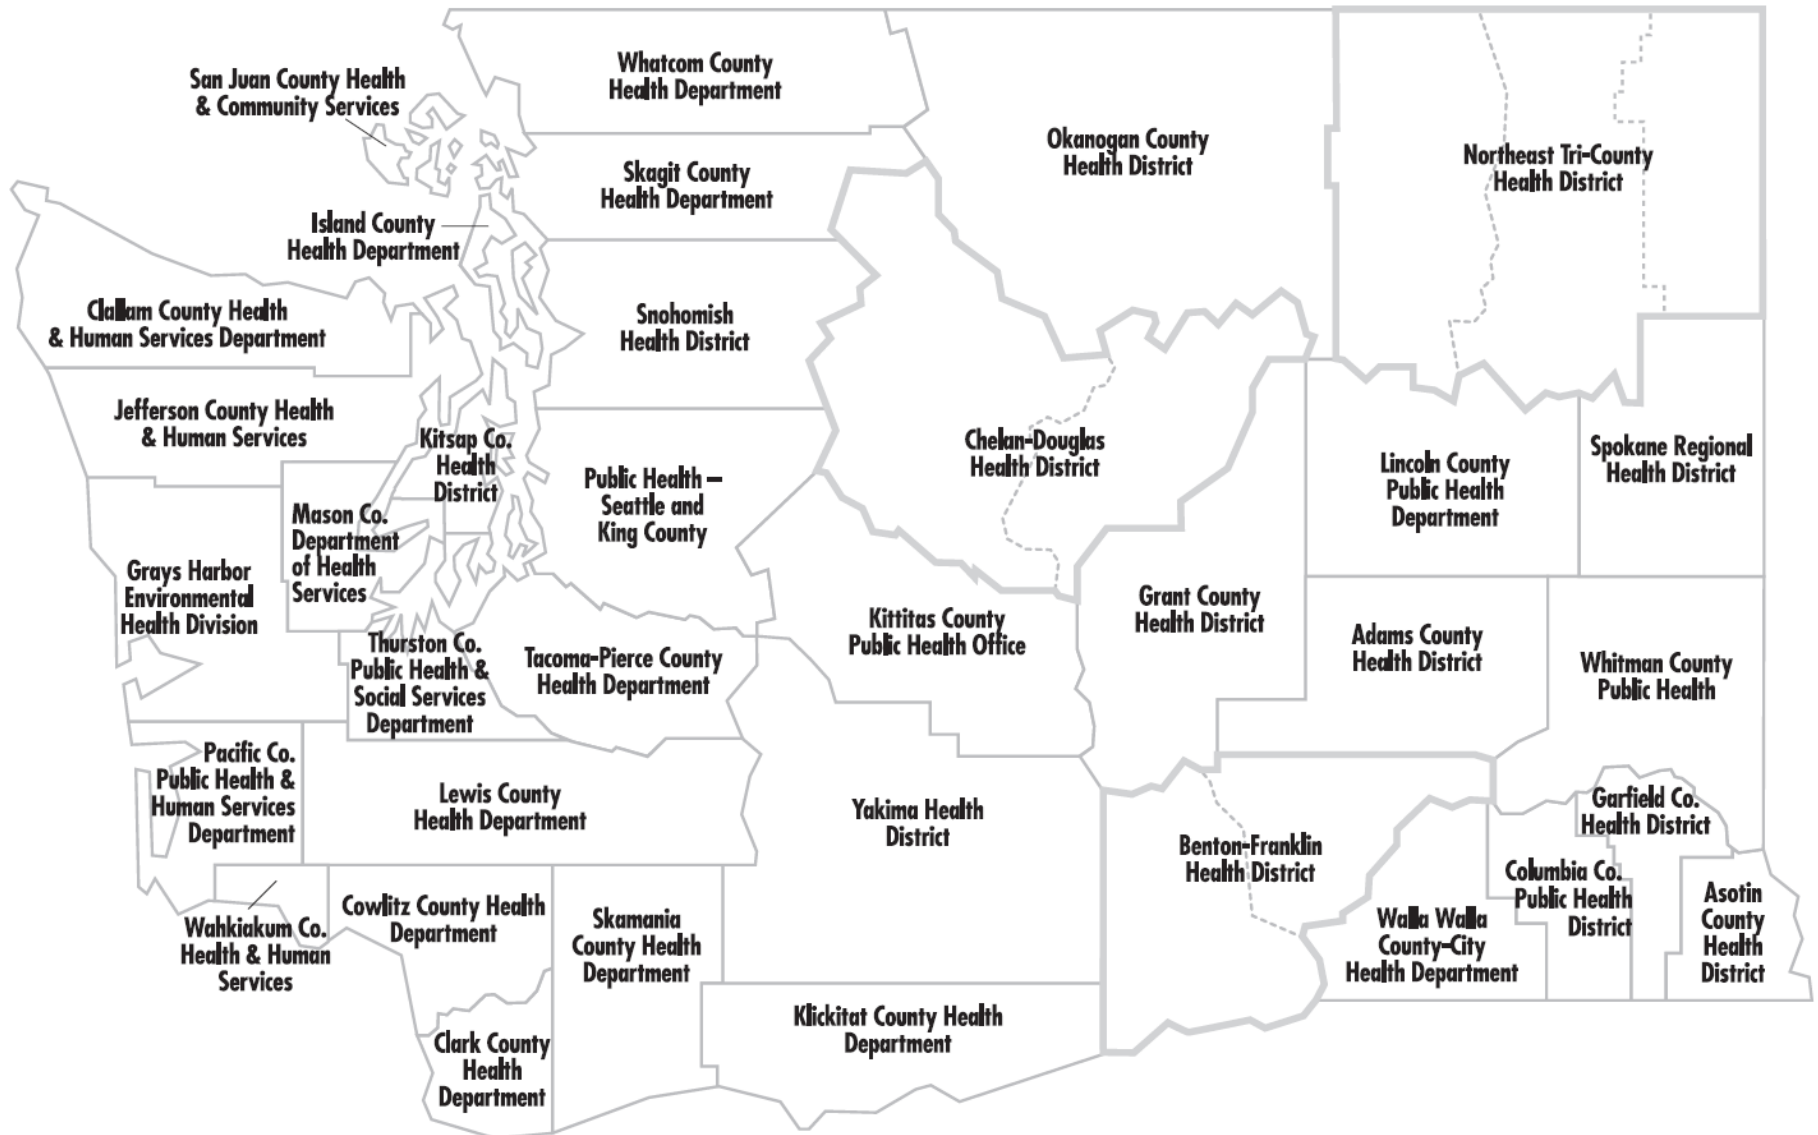 Whatcom County
Health Department
San Juan County Health
& Community Services
Okanogan County
Health District
Northeast Tri-County
Health District
Skagit County
Health Department
Island County
Health Department
Clallam County Health
& Human Services Department
Snohomish
Health District
Jefferson County Health
& Human Services
Kitsap Co.
Health
District
Chelan-Douglas
Health District
Lincoln County
Public Health
Department
Spokane Regional
Health District
Public Health –
Seattle and
King County
Mason Co.
Department
of Health
Services
Grays Harbor
Environmental
Health Division
Kittitas County
Public Health Office
Grant County
Health District
Adams County
Health District
Whitman County
Public Health
Thurston Co.
Public Health &
Social Services
Department
Tacoma-Pierce County
Health Department
Pacific Co.
Public Health &
Human Services
Department
Lewis County
Health Department
Yakima Health
District
Benton-Franklin
Health District
Garfield Co.
Health District
Columbia Co.
Public Health
District
Asotin
County
Health
District
Walla Walla
County-City
Health Department
Wahkiakum Co.
Health & Human
Services
Cowlitz County Health
Department
Skamania
County Health
Department
Klickitat County Health
Department
Clark County
Health
Department